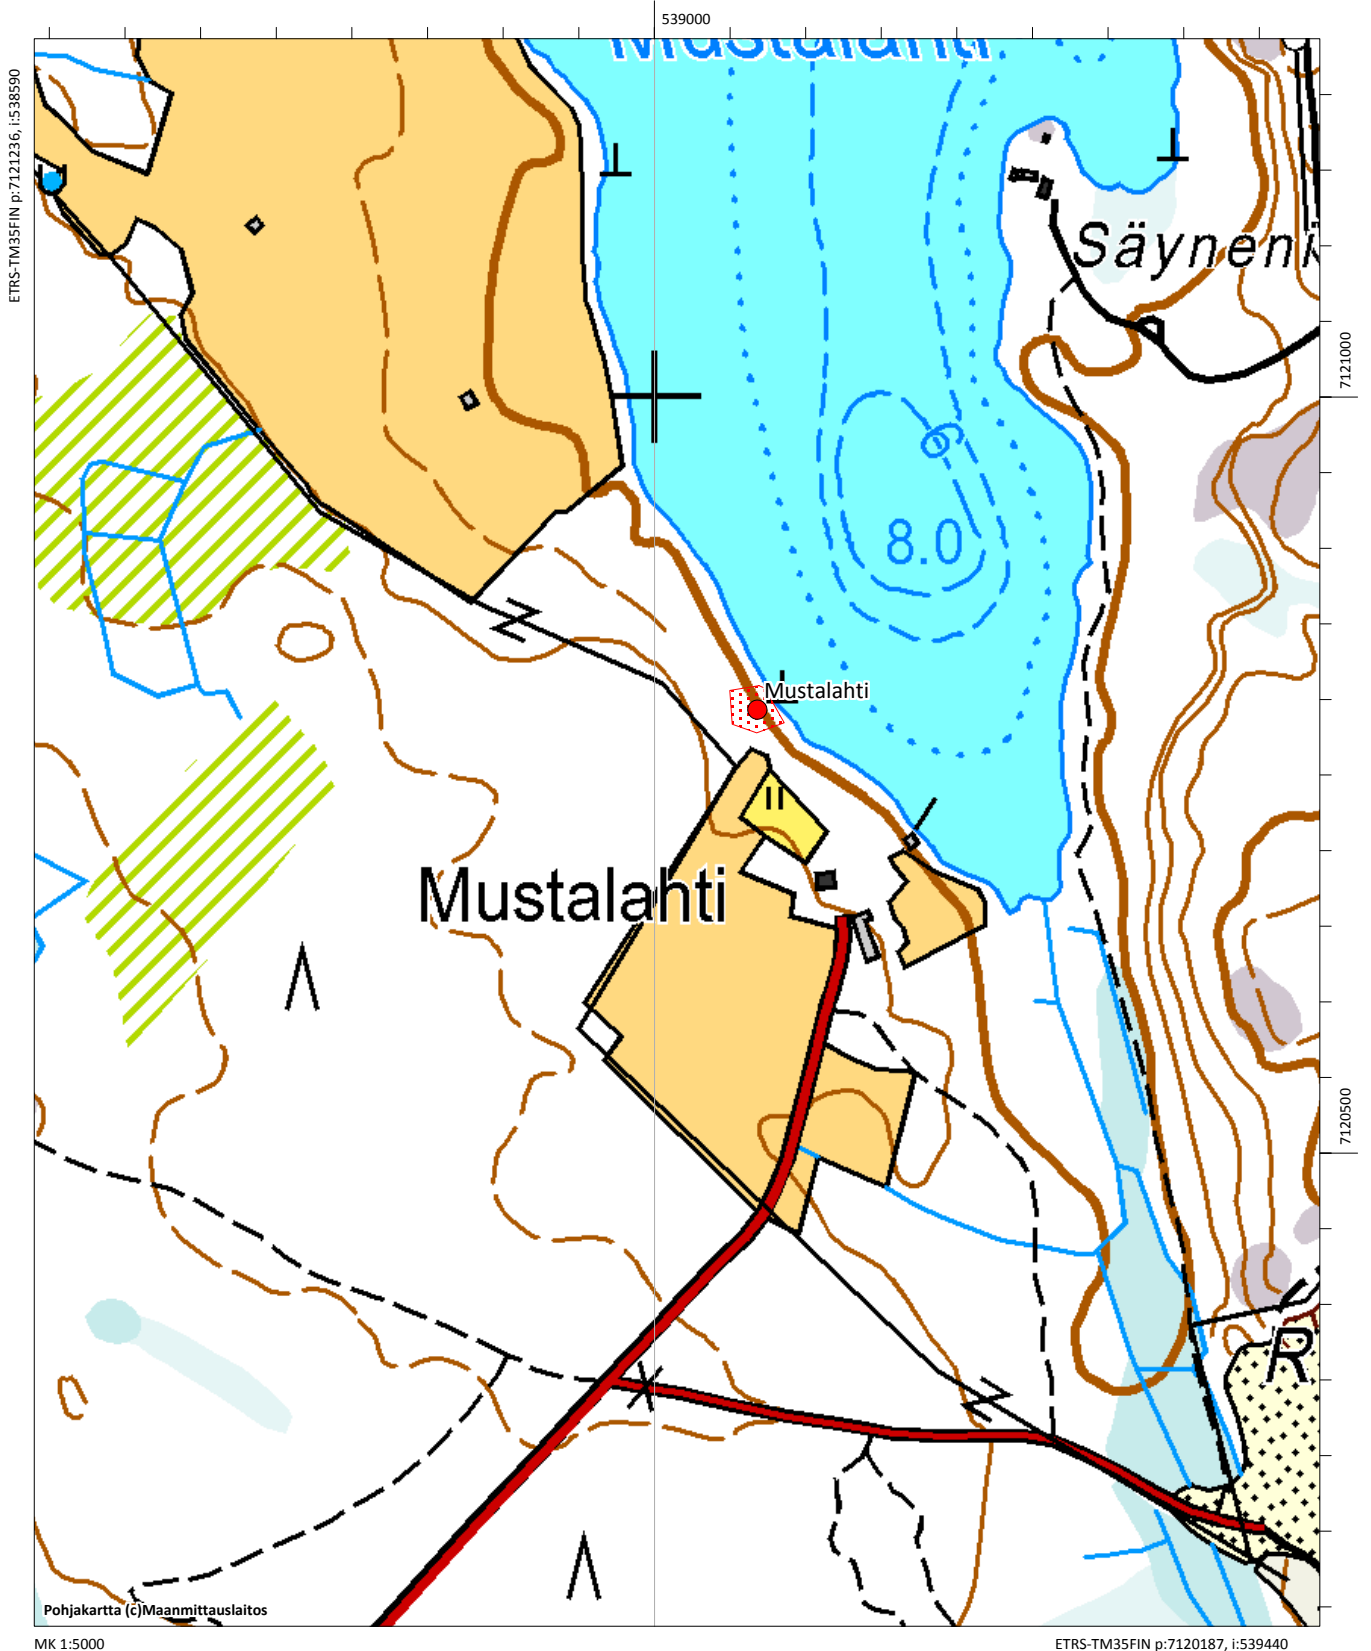 539000
ETRS-TM35FIN p:7121236, i:538590
Mustalahti
Säynen
7121000
6
8.0
Mustalahti
Mustalahti
7120500
R
Pohjakartta (c)Maanmittauslaitos
MK 1:5000
ETRS-TM35FIN p:7120187, i:539440